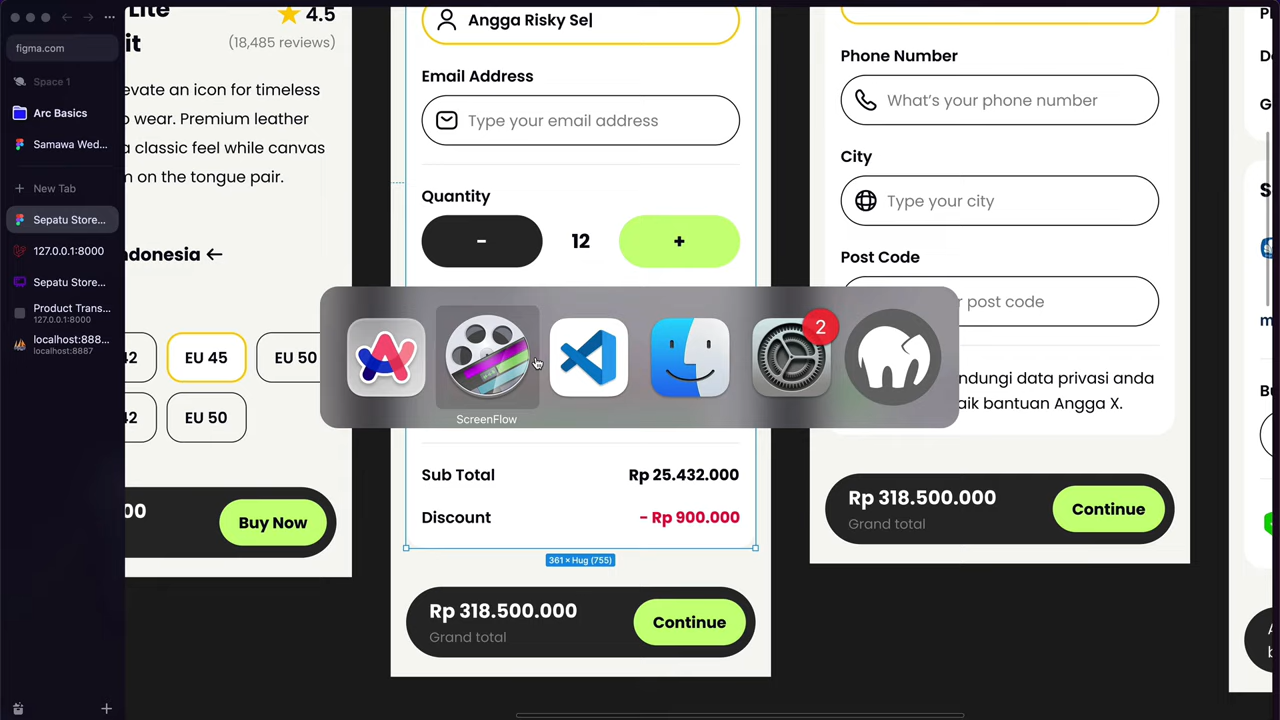 figma.com
Space 1
Arc Basics
Samawa Wed...
New Tab
Sepatu Store...
127.0.0.1:8000
Sepatu Store...
Product Trans...
127.0.0.1:8000
localhost:888...
localhost:8887
Lite
it
4.5
(18,485 reviews)
evate an icon for timeless
o wear. Premium leather
a classic feel while canvas
m on the tongue pair.
ndonesia ←
42
EU 45
EU 50
42
EU 50
00
Buy Now
Angga Risky Se
Email Address
Type your email address
Quantity
-
12
+
Sub Total
Rp 25.432.000
Discount
- Rp 900.000
361 × Hug (755)
Rp 318.500.000
Grand total
Continue
ScreenFlow
2
Phone Number
What's your phone number
City
Type your city
Post Code
post code
ndungi data privasi anda
aik bantuan Angga X.
Rp 318.500.000
Grand total
Continue